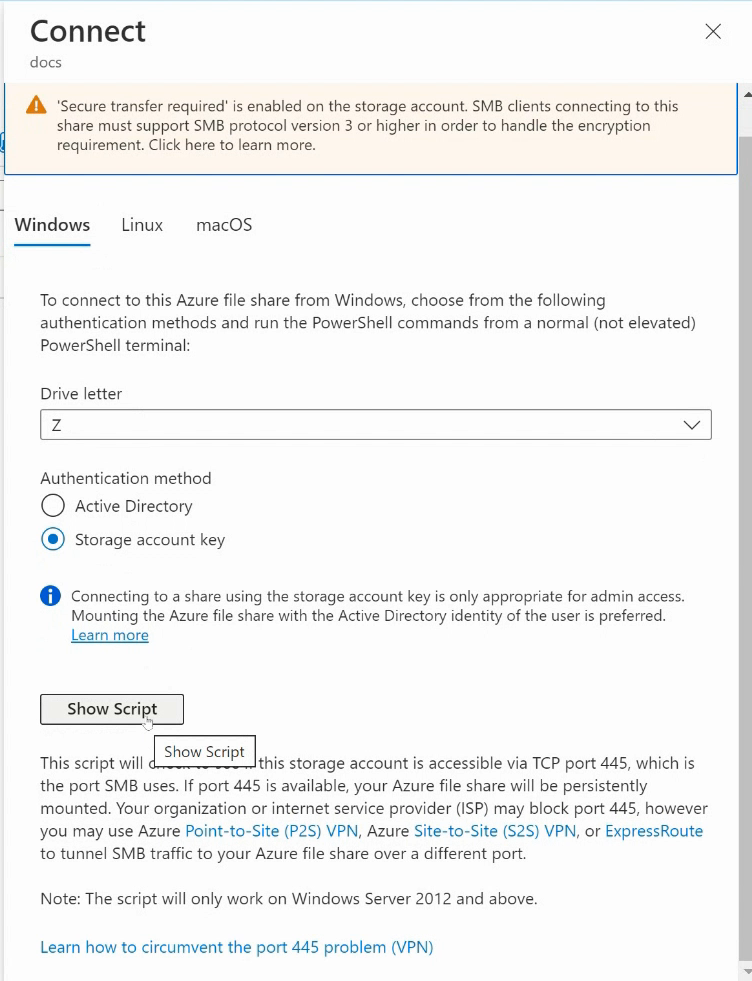 Connect
docs
'Secure transfer required' is enabled on the storage account. SMB clients connecting to this
share must support SMB protocol version 3 or higher in order to handle the encryption
requirement. Click here to learn more.
Windows Linux macOS
To connect to this Azure file share from Windows, choose from the following
authentication methods and run the PowerShell commands from a normal (not elevated)
PowerShell terminal:
Drive letter
Z
Authentication method
Active Directory
Storage account key
Connecting to a share using the storage account key is only appropriate for admin access.
Mounting the Azure file share with the Active Directory identity of the user is preferred.
Learn more
Show Script
Show Script
This script will this storage account is accessible via TCP port 445, which is
the port SMB uses. If port 445 is available, your Azure file share will be persistently
mounted. Your organization or internet service provider (ISP) may block port 445, however
you may use Azure Point-to-Site (P2S) VPN, Azure Site-to-Site (S2S) VPN, or ExpressRoute
to tunnel SMB traffic to your Azure file share over a different port.
Note: The script will only work on Windows Server 2012 and above.
Learn how to circumvent the port 445 problem (VPN)